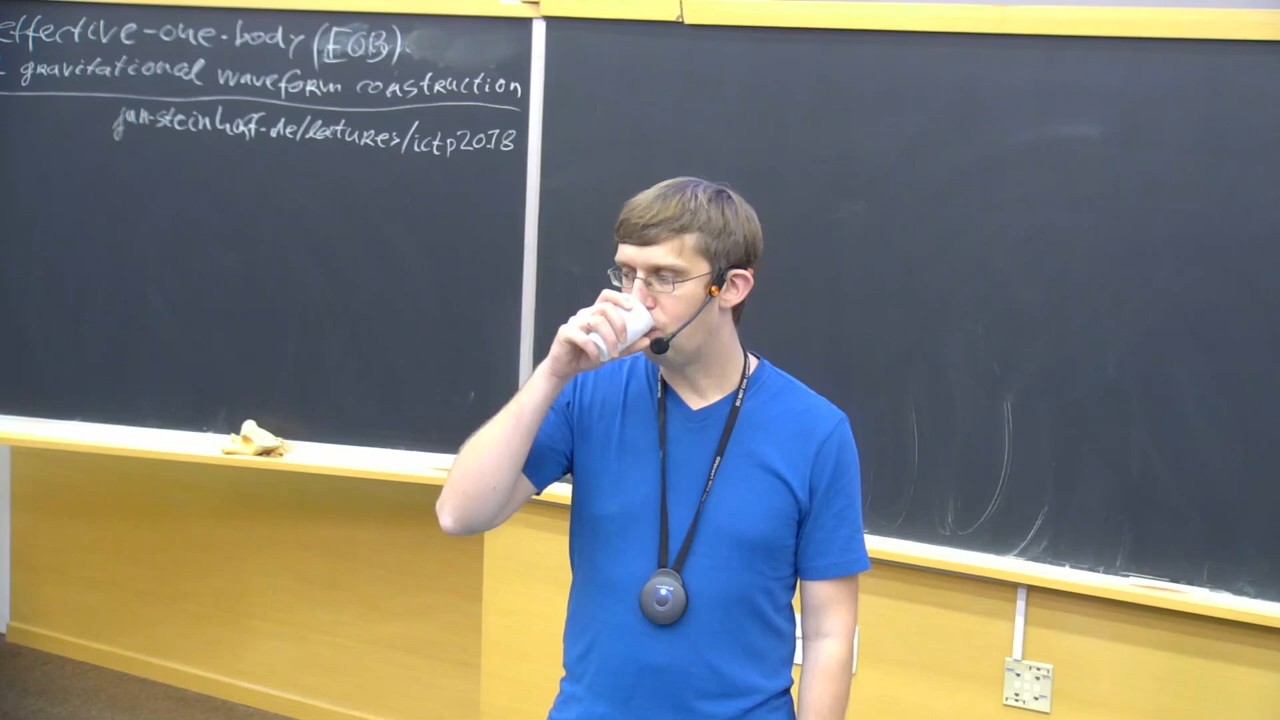 effective-one-body (EOB)
gravitational waveform construction
jan-steinhoff.de/lectures/ictp2018